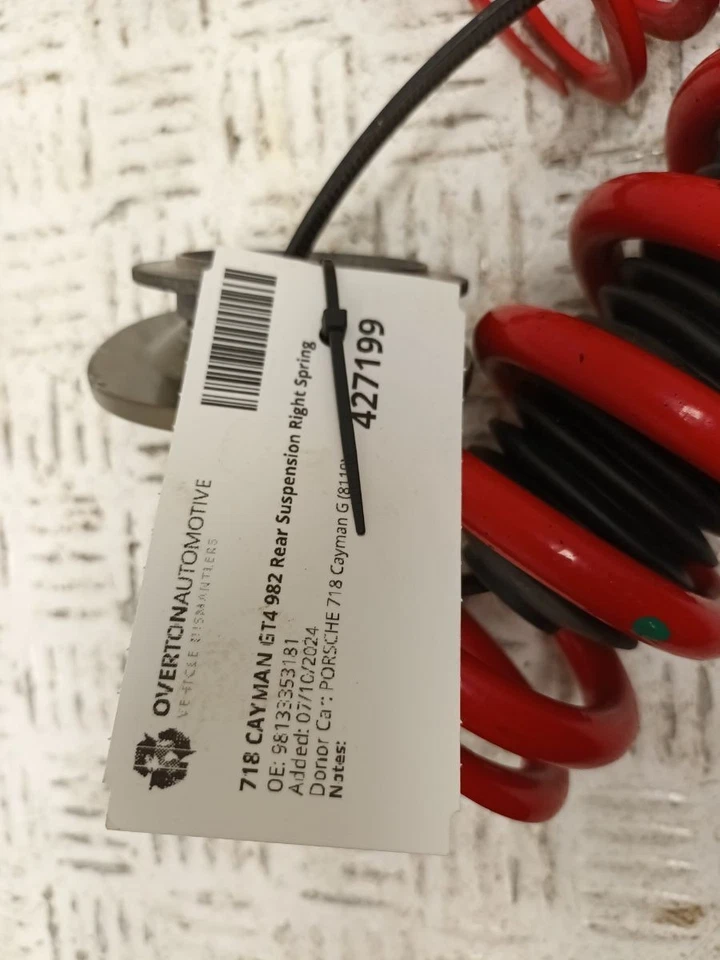 OVERTONAUTOMOTIVE
VEHICLE DISMANTLERS
718 CAYMAN GT4 982 Rear Suspension Right Spring
OE: 98133353181
Added: 07/10/2024
Donor Car: PORSCHE 718 Cayman G (8119)
Notes:
427199